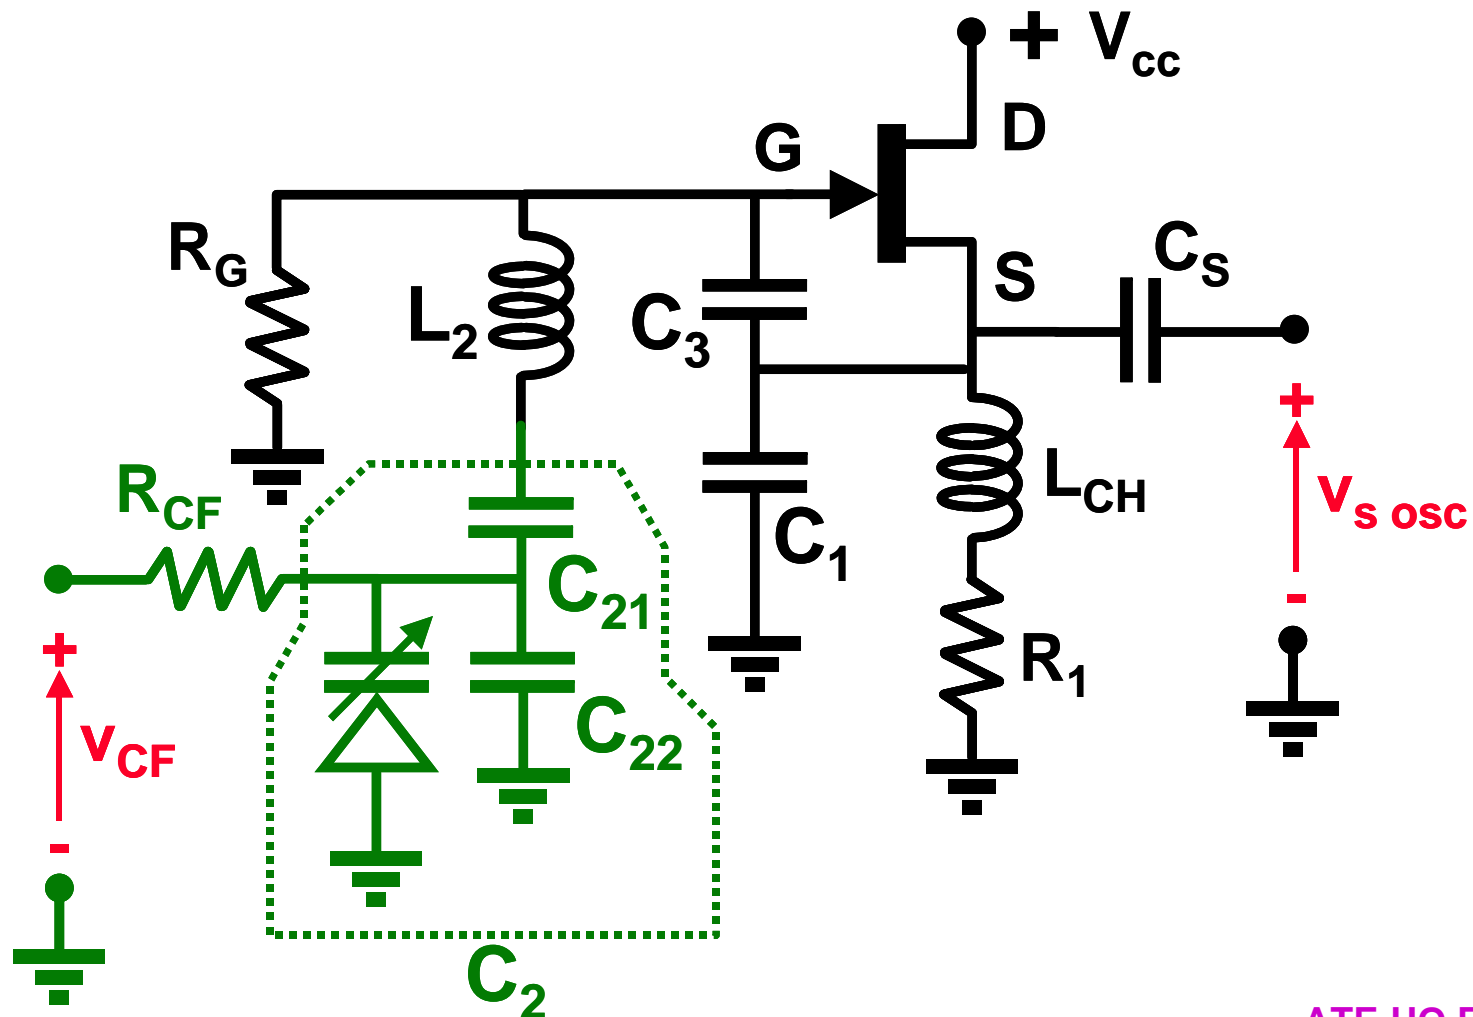 + Vcc
D
G
RG
CS
S
L2
C3
+
LCH
RCF
vs osc
C1
C21
-
+
R1
C22
vCF
-
C2